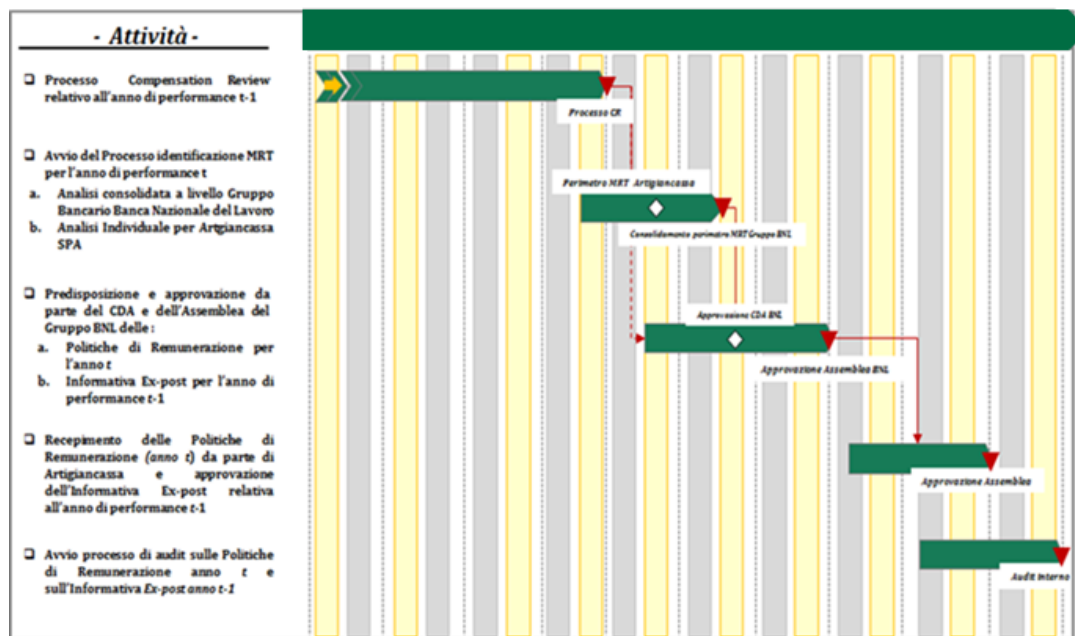 - Attività -
Processo Compensation Review
relativo all'anno di performance t-1
Avvio del Processo identificazione MRT
per l'anno di performance t
a. Analisi consolidata a livello Gruppo
Bancario Banca Nazionale del Lavoro
b. Analisi Individuale per Artgiancassa
SPA
Predisposizione e approvazione da
parte del CDA e dell'Assemblea del
Gruppo BNL delle :
a. Politiche di Remunerazione per
l'anno t
b. Informativa Ex-post per l'anno di
performance t-1
Recepimento delle Politiche di
Remunerazione (anno t) da parte di
Artigiancassa e approvazione
dell'Informativa Ex-post relativa
all'anno di performance t-1
Avvio processo di audit sulle Politiche
di Remunerazione anno t e
sull'Informativa Ex-post anno t-1
Processo CR
Perimetro MRT Artigiancassa
Consolidamento perimetro MRT Gruppo BNL
Approvazione CDA BNL
Approvazione Assemblea BNL
Approvazione Assemblea
Audit Interno